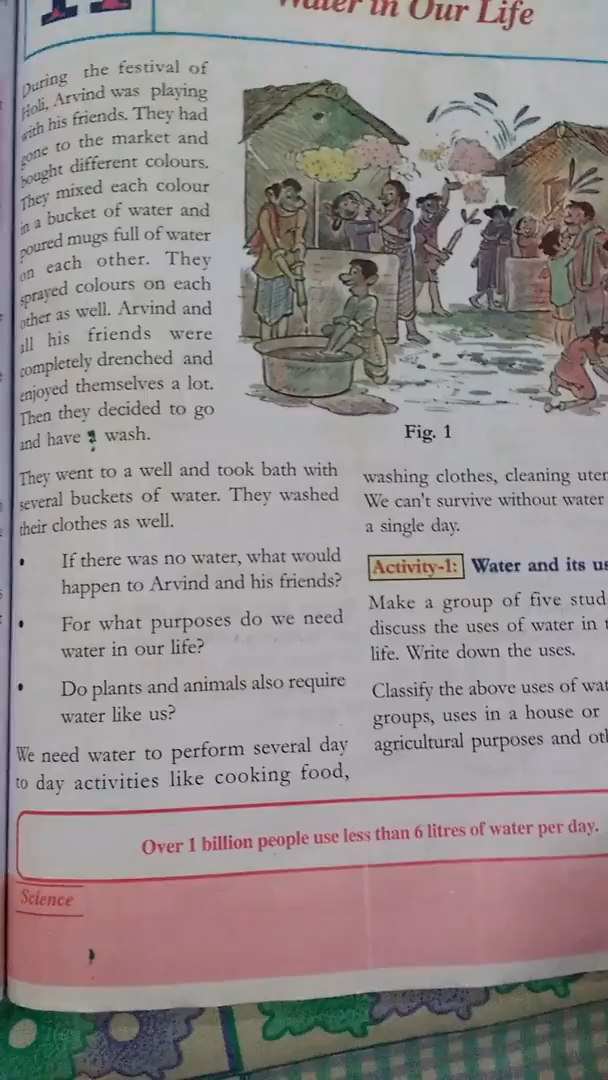 Water in Our Life
During the festival of
Holi, Arvind was playing
with his friends. They had
gone to the market and
bought different colours.
They mixed each colour
in a bucket of water and
poured mugs full of water
on each other. They
sprayed colours on each
other as well. Arvind and
all his friends were
completely drenched and
enjoyed themselves a lot.
Then they decided to go
and have a wash.
Fig. 1
They went to a well and took bath with
several buckets of water. They washed
their clothes as well.
• If there was no water, what would
happen to Arvind and his friends?
• For what purposes do we need
water in our life?
• Do plants and animals also require
water like us?
We need water to perform several day
to day activities like cooking food,
washing clothes, cleaning
We can't survive without water
a single day.
Activity-1: Water and its
Make a group of five
discuss the uses of water in
life. Write down the uses.
Classify the above uses of
groups, uses in a house or
agricultural purposes and
Over 1 billion people use less than 6 litres of water per day.
Science